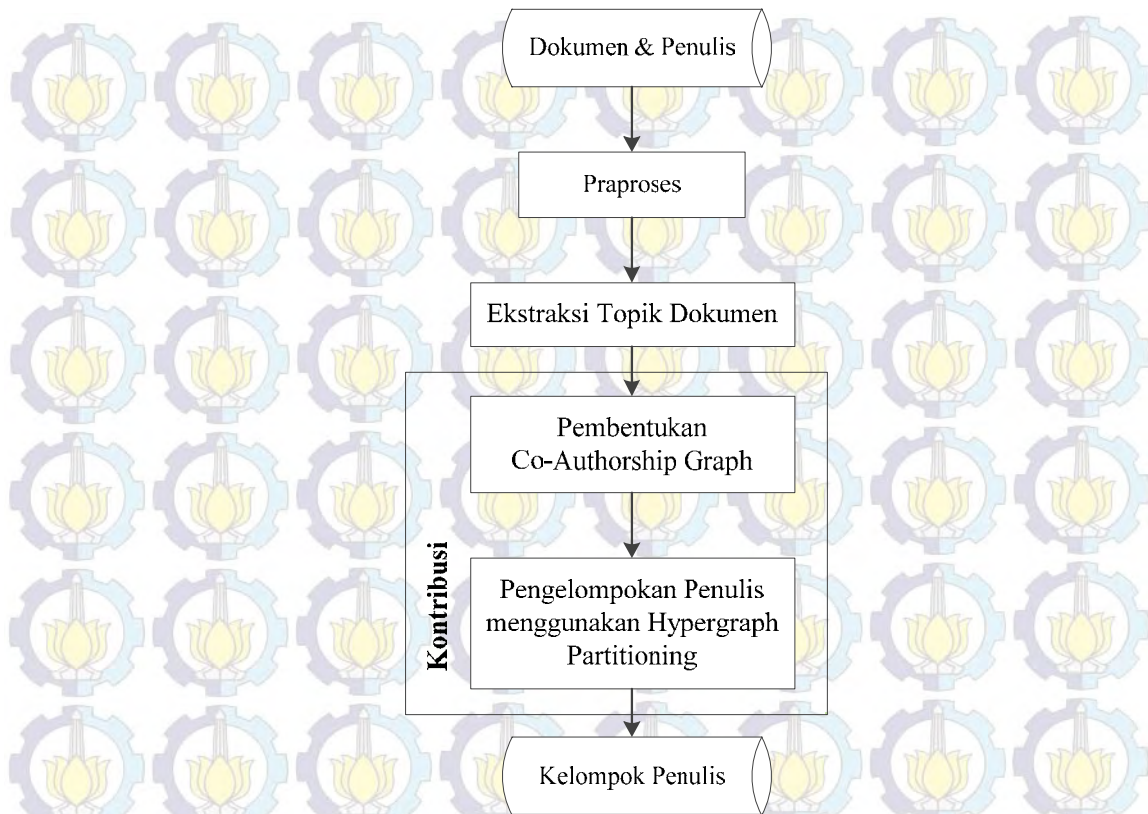 Dokumen & Penulis
Praproses
Ekstraksi Topik Dokumen
Kontribusi
Pembentukan
Co-Authorship Graph
Pengelompokan Penulis
menggunakan Hypergraph
Partitioning
Kelompok Penulis